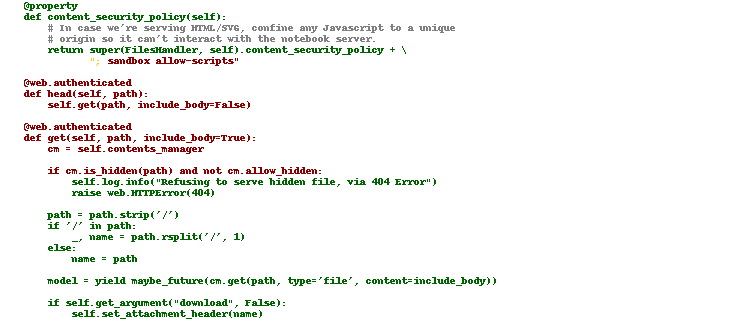 @property
def content_security_policy(self):
# In case we're serving HTML/SVG, confine any Javascript to a unique
# origin so it can't interact with the notebook server.
return super(FilesHandler, self).content_security_policy + \
"; sandbox allow-scripts"
@web.authenticated
def head(self, path):
self.get(path, include_body=False)
@web.authenticated
def get(self, path, include_body=True):
cm = self.contents_manager
if cm.is_hidden(path) and not cm.allow_hidden:
self.log.info("Refusing to serve hidden file, via 404 Error")
raise web.HTTPError(404)
path = path.strip('/')
if '/' in path:
_, name = path.rsplit('/', 1)
else:
name = path
model = yield maybe_future(cm.get(path, type='file', content=include_body))
if self.get_argument("download", False):
self.set_attachment_header(name)